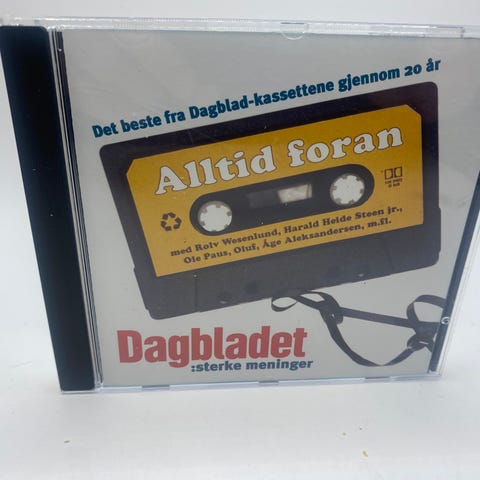 Det beste fra Dagblad-kassettene gjennom 20 år
Alltid foran
med Rolv Wesenlund, Harald Heide Steen jr.,
Ole Paus, Oluf, Åge Aleksandersen, m.fl.
Dagbladet
:sterke meninger